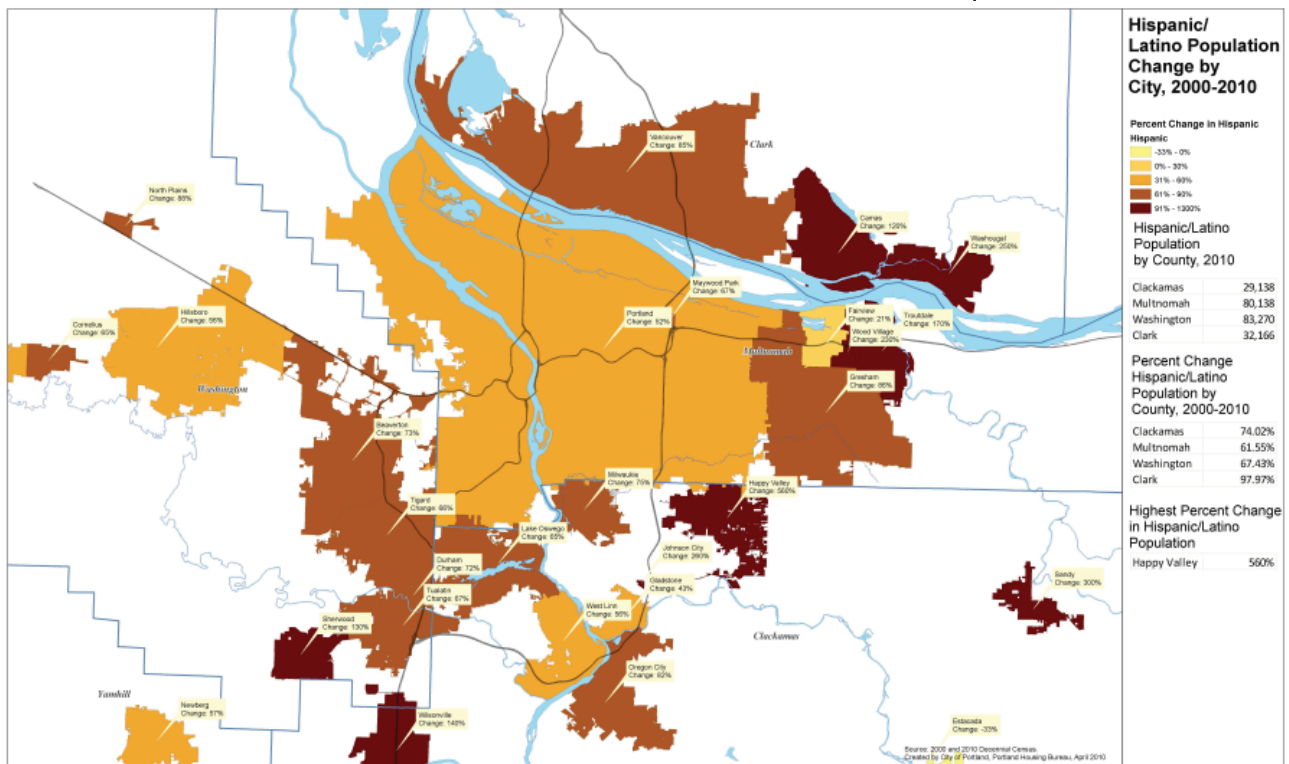 Hispanic/
Latino Population
Change by
City, 2000-2010
Percent Change in Hispanic
Hispanic
-33% - 0%
0% - 30%
31% - 60%
61% - 90%
91% - 1300%
Hispanic/Latino
Population
by County, 2010
Clackamas 29,138
Multnomah 80,138
Washington 83,270
Clark 32,166
Percent Change
Hispanic/Latino
Population by
County, 2000-2010
Clackamas 74.02%
Multnomah 61.55%
Washington 67.43%
Clark 97.97%
Highest Percent Change
in Hispanic/Latino
Population
Happy Valley 560%
Vancouver
Change: 85%
Clark
North Plains
Change: 88%
Camas
Change: 120%
Washougal
Change: 250%
Maywood Park
Change: 67%
Hillsboro
Change: 56%
Cornelius
Change: 65%
Portland
Change: 52%
Fairview
Change: 21%
Troutdale
Change: 170%
Wood Village
Change: 230%
Multnomah
Washington
Gresham
Change: 86%
Beaverton
Change: 73%
Milwaukie
Change: 75%
Happy Valley
Change: 560%
Tigard
Change: 66%
Lake Oswego
Change: 65%
Johnson City
Change: 260%
Durham
Change: 72%
Gladstone
Change: 43%
Sandy
Change: 300%
Tualatin
Change: 67%
West Linn
Change: 56%
Sherwood
Change: 130%
Clackamas
Oregon City
Change: 82%
Yamhill
Newberg
Change: 57%
Wilsonville
Change: 140%
Estacada
Change: -33%
Source: 2000 and 2010 Decennial Census.
Created by City of Portland, Portland Housing Bureau, April 2010